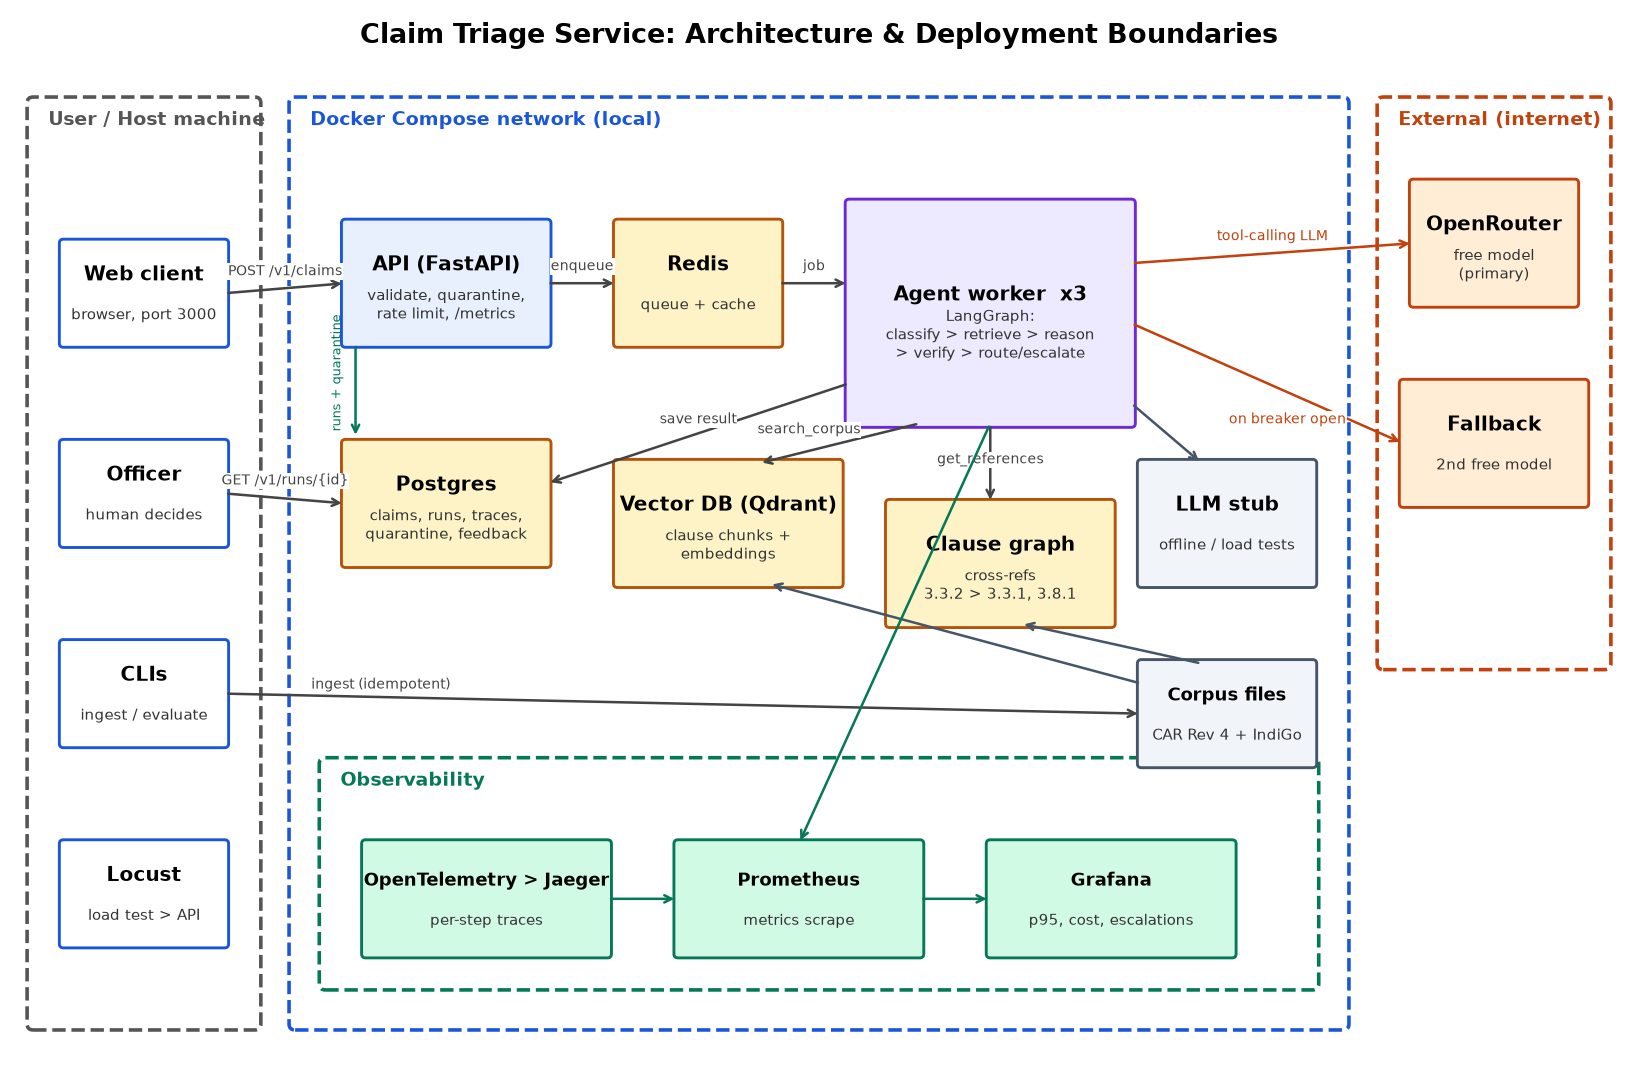 Claim Triage Service: Architecture & Deployment Boundaries
User / Host machine
Web client
browser, port 3000
Officer
human decides
CLIs
ingest / evaluate
Locust
load test > API
POST /v1/claims
GET /v1/runs/{id}
ingest (idempotent)
Docker Compose network (local)
API (FastAPI)
validate, quarantine,
rate limit, /metrics
enqueue
Redis
queue + cache
job
Agent worker  x3
LangGraph:
classify > retrieve > reason
> verify > route/escalate
runs + quarantine
Postgres
claims, runs, traces,
quarantine, feedback
save result
search_corpus
get_references
Vector DB (Qdrant)
clause chunks +
embeddings
Clause graph
cross-refs
3.3.2 > 3.3.1, 3.8.1
LLM stub
offline / load tests
Corpus files
CAR Rev 4 + IndiGo
Observability
OpenTelemetry > Jaeger
per-step traces
Prometheus
metrics scrape
Grafana
p95, cost, escalations
tool-calling LLM
on breaker open
External (internet)
OpenRouter
free model
(primary)
Fallback
2nd free model